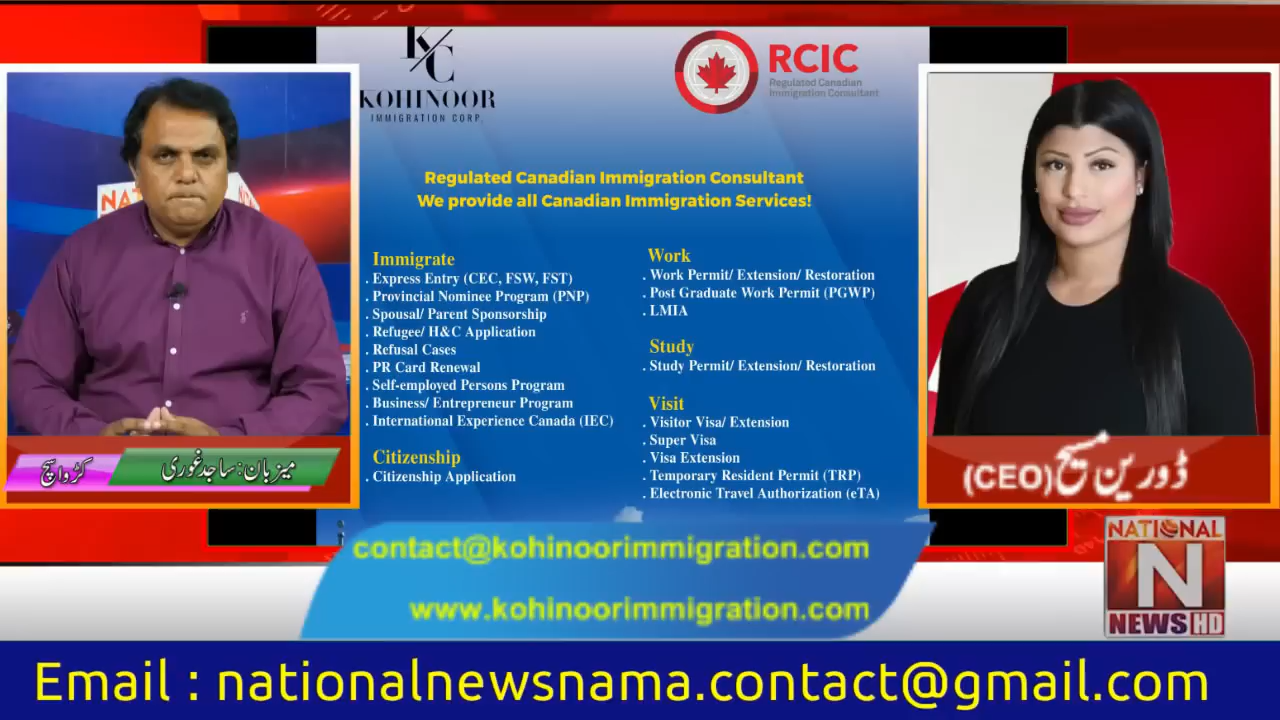 KC
KOHINOOR
IMMIGRATION CORP.
RCIC
Regulated Canadian
Immigration Consultant
Regulated Canadian Immigration Consultant
We provide all Canadian Immigration Services!
Immigrate
. Express Entry (CEC, FSW, FST)
. Provincial Nominee Program (PNP)
. Spousal/ Parent Sponsorship
. Refugee/ H&C Application
. Refusal Cases
. PR Card Renewal
. Self-employed Persons Program
. Business/ Entrepreneur Program
. International Experience Canada (IEC)
Citizenship
. Citizenship Application
Work
. Work Permit/ Extension/ Restoration
. Post Graduate Work Permit (PGWP)
. LMIA
Study
. Study Permit/ Extension/ Restoration
Visit
. Visitor Visa/ Extension
. Super Visa
. Visa Extension
. Temporary Resident Permit (TRP)
. Electronic Travel Authorization (eTA)
میزبان: ساجد غوری
کڑوا سچ
ڈورین مسیح (CEO)
contact@kohinoorimmigration.com
www.kohinoorimmigration.com
NATIONAL
N
NEWS HD
Email : nationalnewsnama.contact@gmail.com